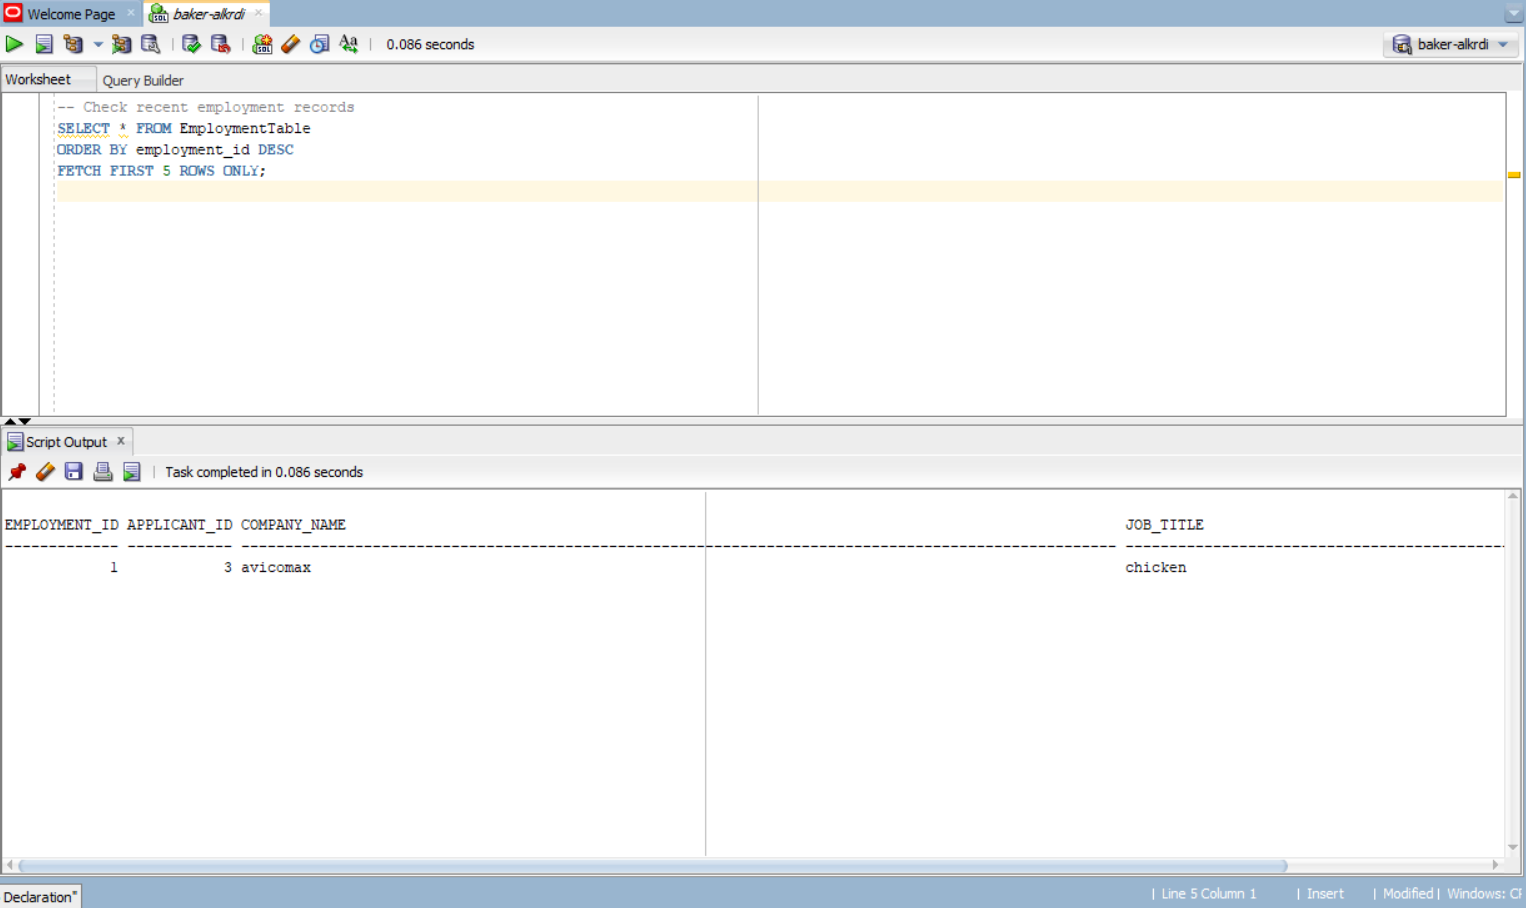 Welcome Page
baker-alkrdi
0.086 seconds
baker-alkrdi
Worksheet
Query Builder
-- Check recent employment records
SELECT * FROM EmploymentTable
ORDER BY employment_id DESC
FETCH FIRST 5 ROWS ONLY;
Script Output
Task completed in 0.086 seconds
EMPLOYMENT_ID APPLICANT_ID COMPANY_NAME JOB_TITLE
1 3 avicomax chicken
Declaration"
| Line 5 Column 1 | Insert | Modified | Windows: CF